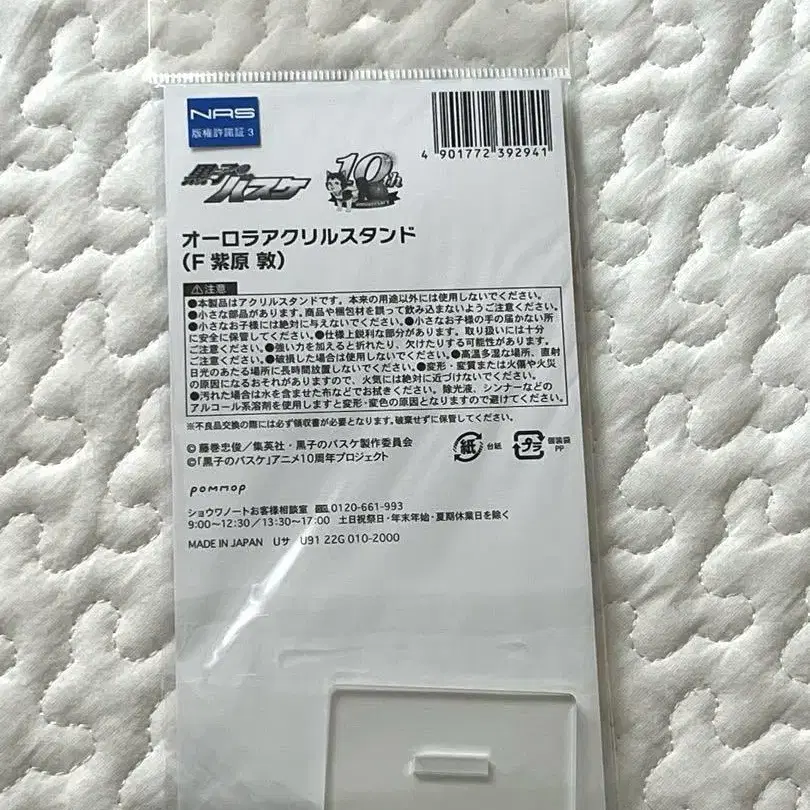 NAS
版権許諾証 3
4 901772 392941
黒子のバスケ
10th
Anniversary
オーロラアクリルスタンド
(F 紫原 敦)
⚠注意
●本製品はアクリルスタンドです。本来の用途以外には使用しないでください。
●小さな部品があります。商品や梱包材を誤って飲み込まないようご注意ください。
●小さなお子様には絶対に与えないでください。●小さなお子様の手の届かない所
に安全に保管してください。●仕様上鋭利な部分があります。取り扱いには十分
ご注意ください。●強い力を加えると折れたり、欠けたりする可能性があります。
ご注意ください。●破損した場合は使用しないでください。●高温多湿な場所、直射
日光のあたる場所に長時間放置しないでください。●変形・変質または火傷や火災
の原因になるおそれがありますので、火気には絶対に近づけないでください。
●汚れた場合は水を含ませた布などでお拭きください。除光液、シンナーなどの
アルコール系溶剤を使用しますと変形・変色の原因となりますので避けてください。
※不良品交換の際には必ず領収書が必要となります。破棄せずに保管してください。
©藤巻忠俊/集英社・黒子のバスケ製作委員会
©「黒子のバスケ」アニメ10周年プロジェクト
紙 台紙
プラ 個装袋 PP
pommop
ショウワノートお客様相談室 0120-661-993
9:00~12:30/13:30~17:00 土日祝祭日・年末年始・夏期休業日を除く
MADE IN JAPAN Uサ U91 22G 010-2000